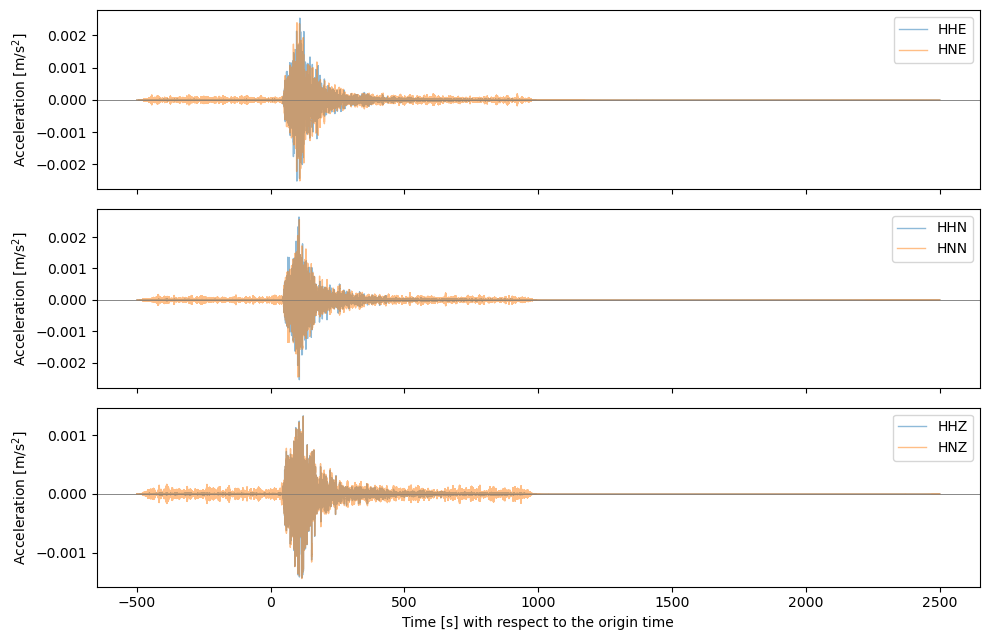 Acceleration [m/s²]
0.002
0.001
0.000
−0.001
−0.002
HHE
HNE
Acceleration [m/s²]
0.002
0.001
0.000
−0.001
−0.002
HHN
HNN
Acceleration [m/s²]
0.001
0.000
−0.001
HHZ
HNZ
−500 0 500 1000 1500 2000 2500
Time [s] with respect to the origin time